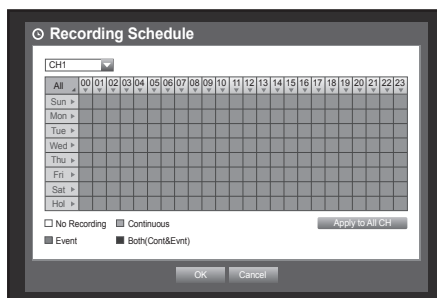 Recording Schedule
CH1
All 00 01 02 03 04 05 06 07 08 09 10 11 12 13 14 15 16 17 18 19 20 21 22 23
Sun
Mon
Tue
Wed
Thu
Fri
Sat
Hol
No Recording Continuous Apply to All CH
Event Both(Cont&Evnt)
OK Cancel